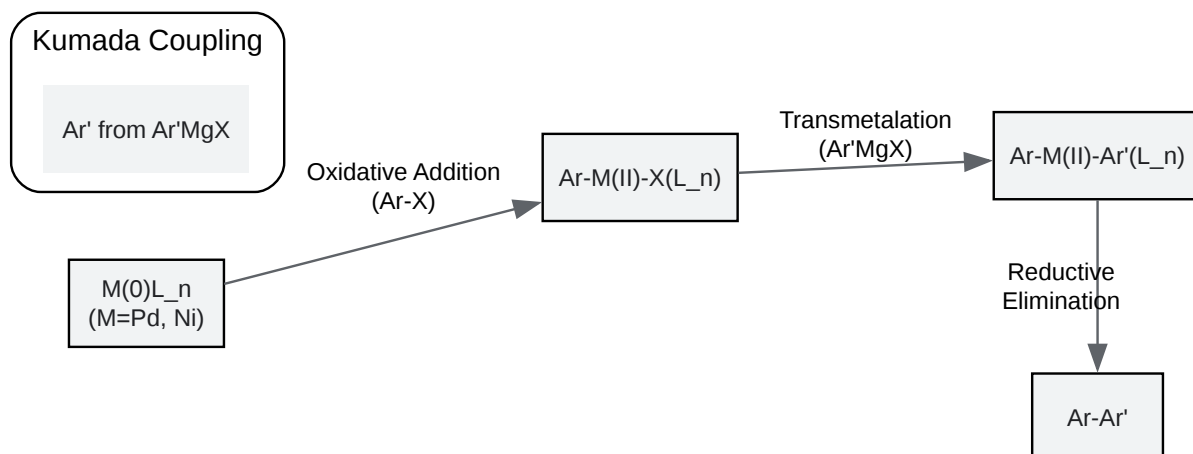 Kumada Coupling
Ar' from Ar'MgX
Oxidative Addition
(Ar-X)
Transmetalation
(Ar'MgX)
Ar-M(II)-X(L_n)
Ar-M(II)-Ar'(L_n)
M(0)L_n
(M=Pd, Ni)
Reductive
Elimination
Ar-Ar'